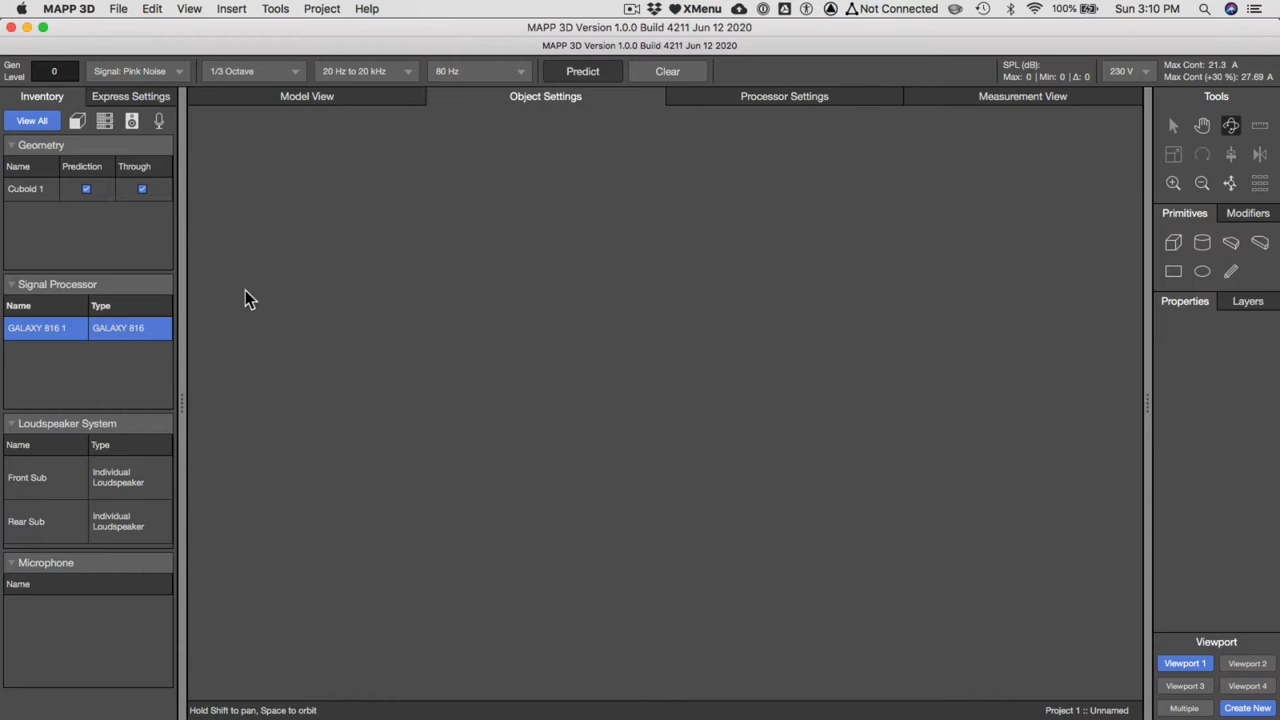 MAPP 3D File Edit View Insert Tools Project Help XMenu Not Connected 100% Sun 3:10 PM
MAPP 3D Version 1.0.0 Build 4211 Jun 12 2020
MAPP 3D Version 1.0.0 Build 4211 Jun 12 2020
Gen Level 0 Signal: Pink Noise 1/3 Octave 20 Hz to 20 kHz 80 Hz Predict Clear SPL (dB): Max: 0 | Min: 0 | Δ: 0 230 V Max Cont: 21.3 A Max Cont (+30 %): 27.69 A
Inventory Express Settings Model View Object Settings Processor Settings Measurement View Tools
View All
Geometry
Name Prediction Through
Cuboid 1
Primitives Modifiers
Signal Processor
Name Type
GALAXY 816 1 GALAXY 816
Properties Layers
Loudspeaker System
Name Type
Front Sub Individual Loudspeaker
Rear Sub Individual Loudspeaker
Microphone
Name
Viewport
Viewport 1 Viewport 2
Viewport 3 Viewport 4
Multiple Create New
Hold Shift to pan, Space to orbit Project 1 :: Unnamed